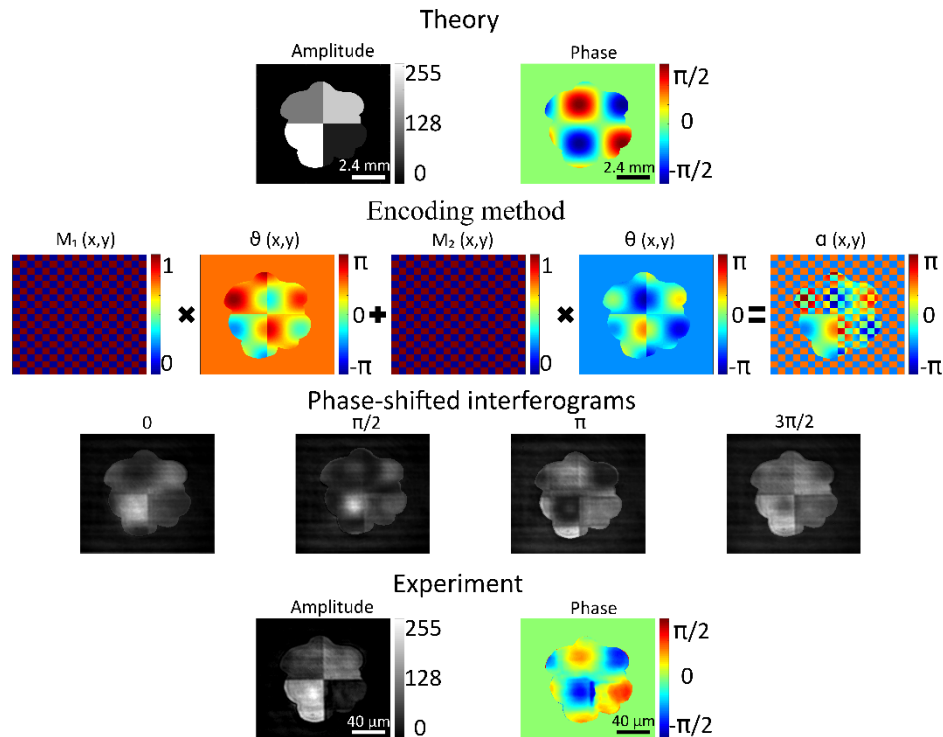 Theory
Amplitude Phase
255
128
0
2.4 mm
π/2
0
-π/2
2.4 mm
Encoding method
M₁ (x,y) ϑ (x,y) M₂ (x,y) θ (x,y) α (x,y)
1
0
×
π
0
-π
+
1
0
×
π
0
-π
=
π
0
-π
Phase-shifted interferograms
0 π/2 π 3π/2
Experiment
Amplitude Phase
255
128
0
40 µm
π/2
0
-π/2
40 µm